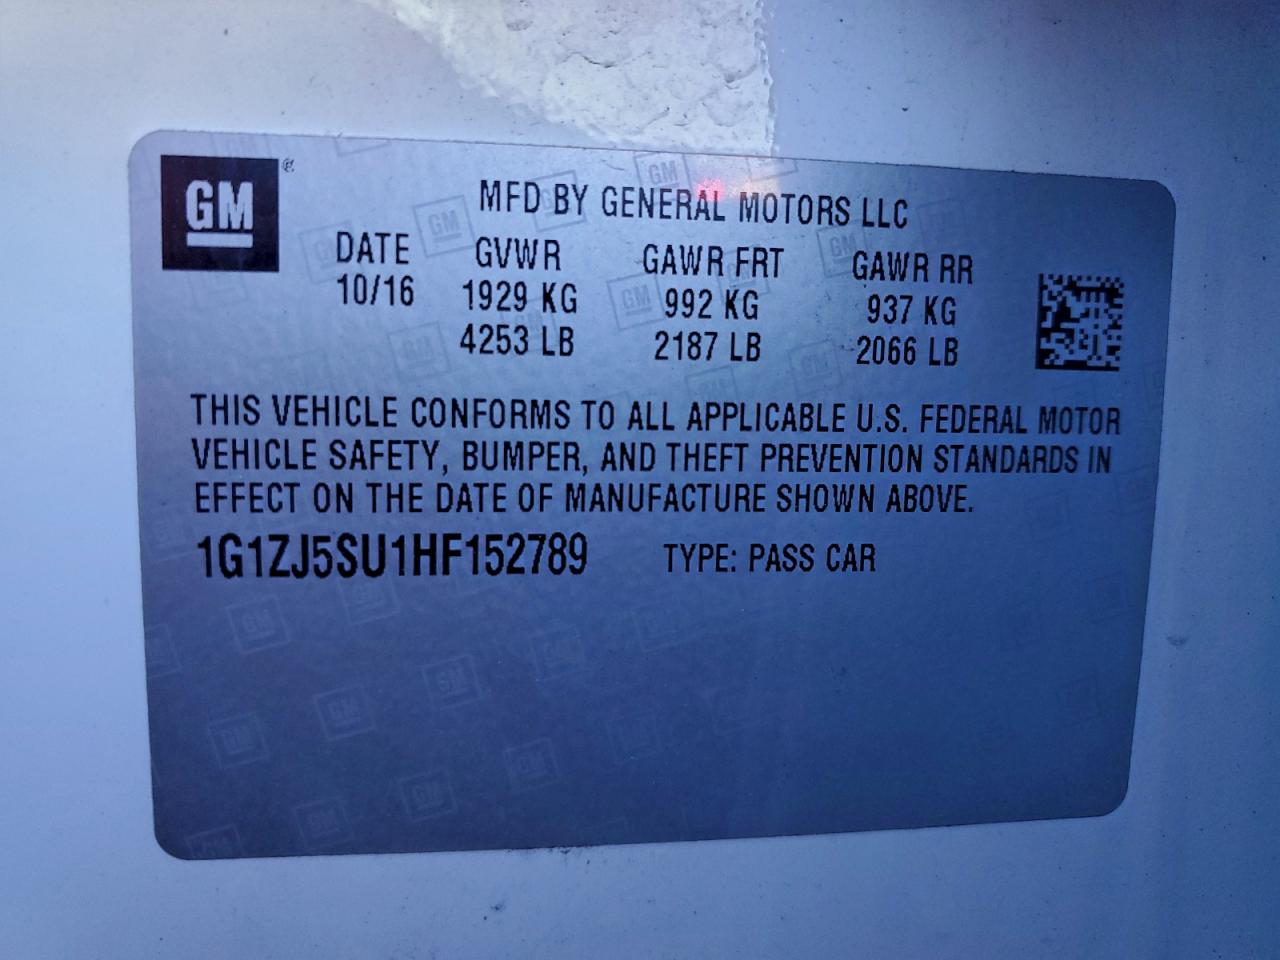 GM
MFD BY GENERAL MOTORS LLC
DATE GVWR GAWR FRT GAWR RR
10/16 1929 KG 992 KG 937 KG
4253 LB 2187 LB 2066 LB
THIS VEHICLE CONFORMS TO ALL APPLICABLE U.S. FEDERAL MOTOR
VEHICLE SAFETY, BUMPER, AND THEFT PREVENTION STANDARDS IN
EFFECT ON THE DATE OF MANUFACTURE SHOWN ABOVE.
1G1ZJ5SU1HF152789 TYPE: PASS CAR